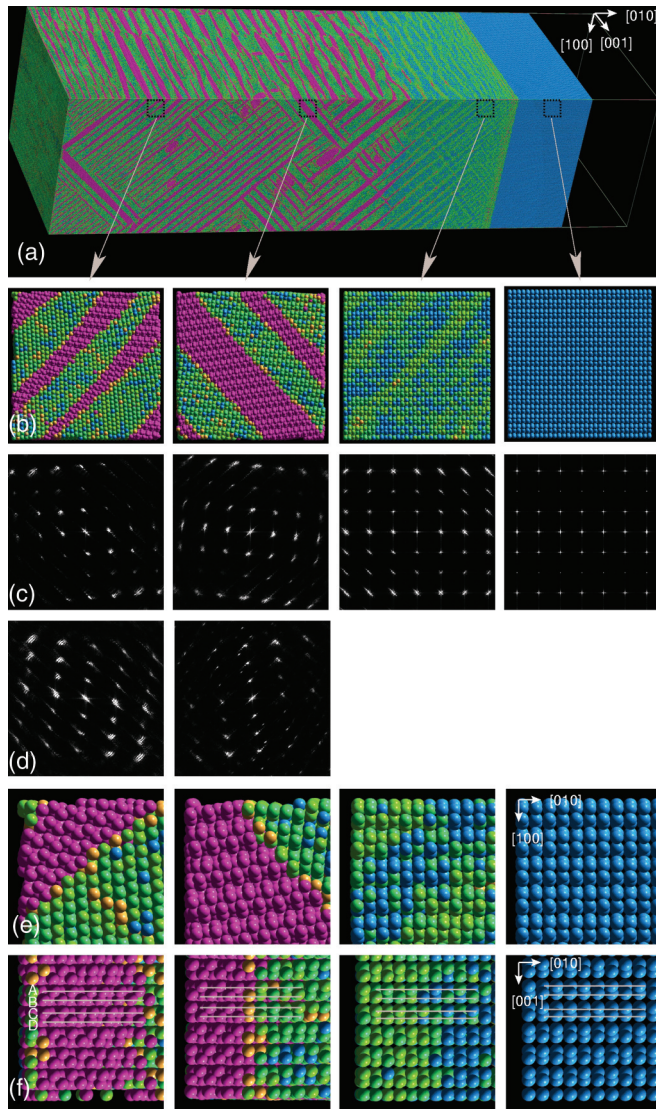 [010]
[100]
[001]
(a)
(b)
(c)
(d)
(e)
[010]
[100]
(f)
A
B
C
D
[010]
[001]